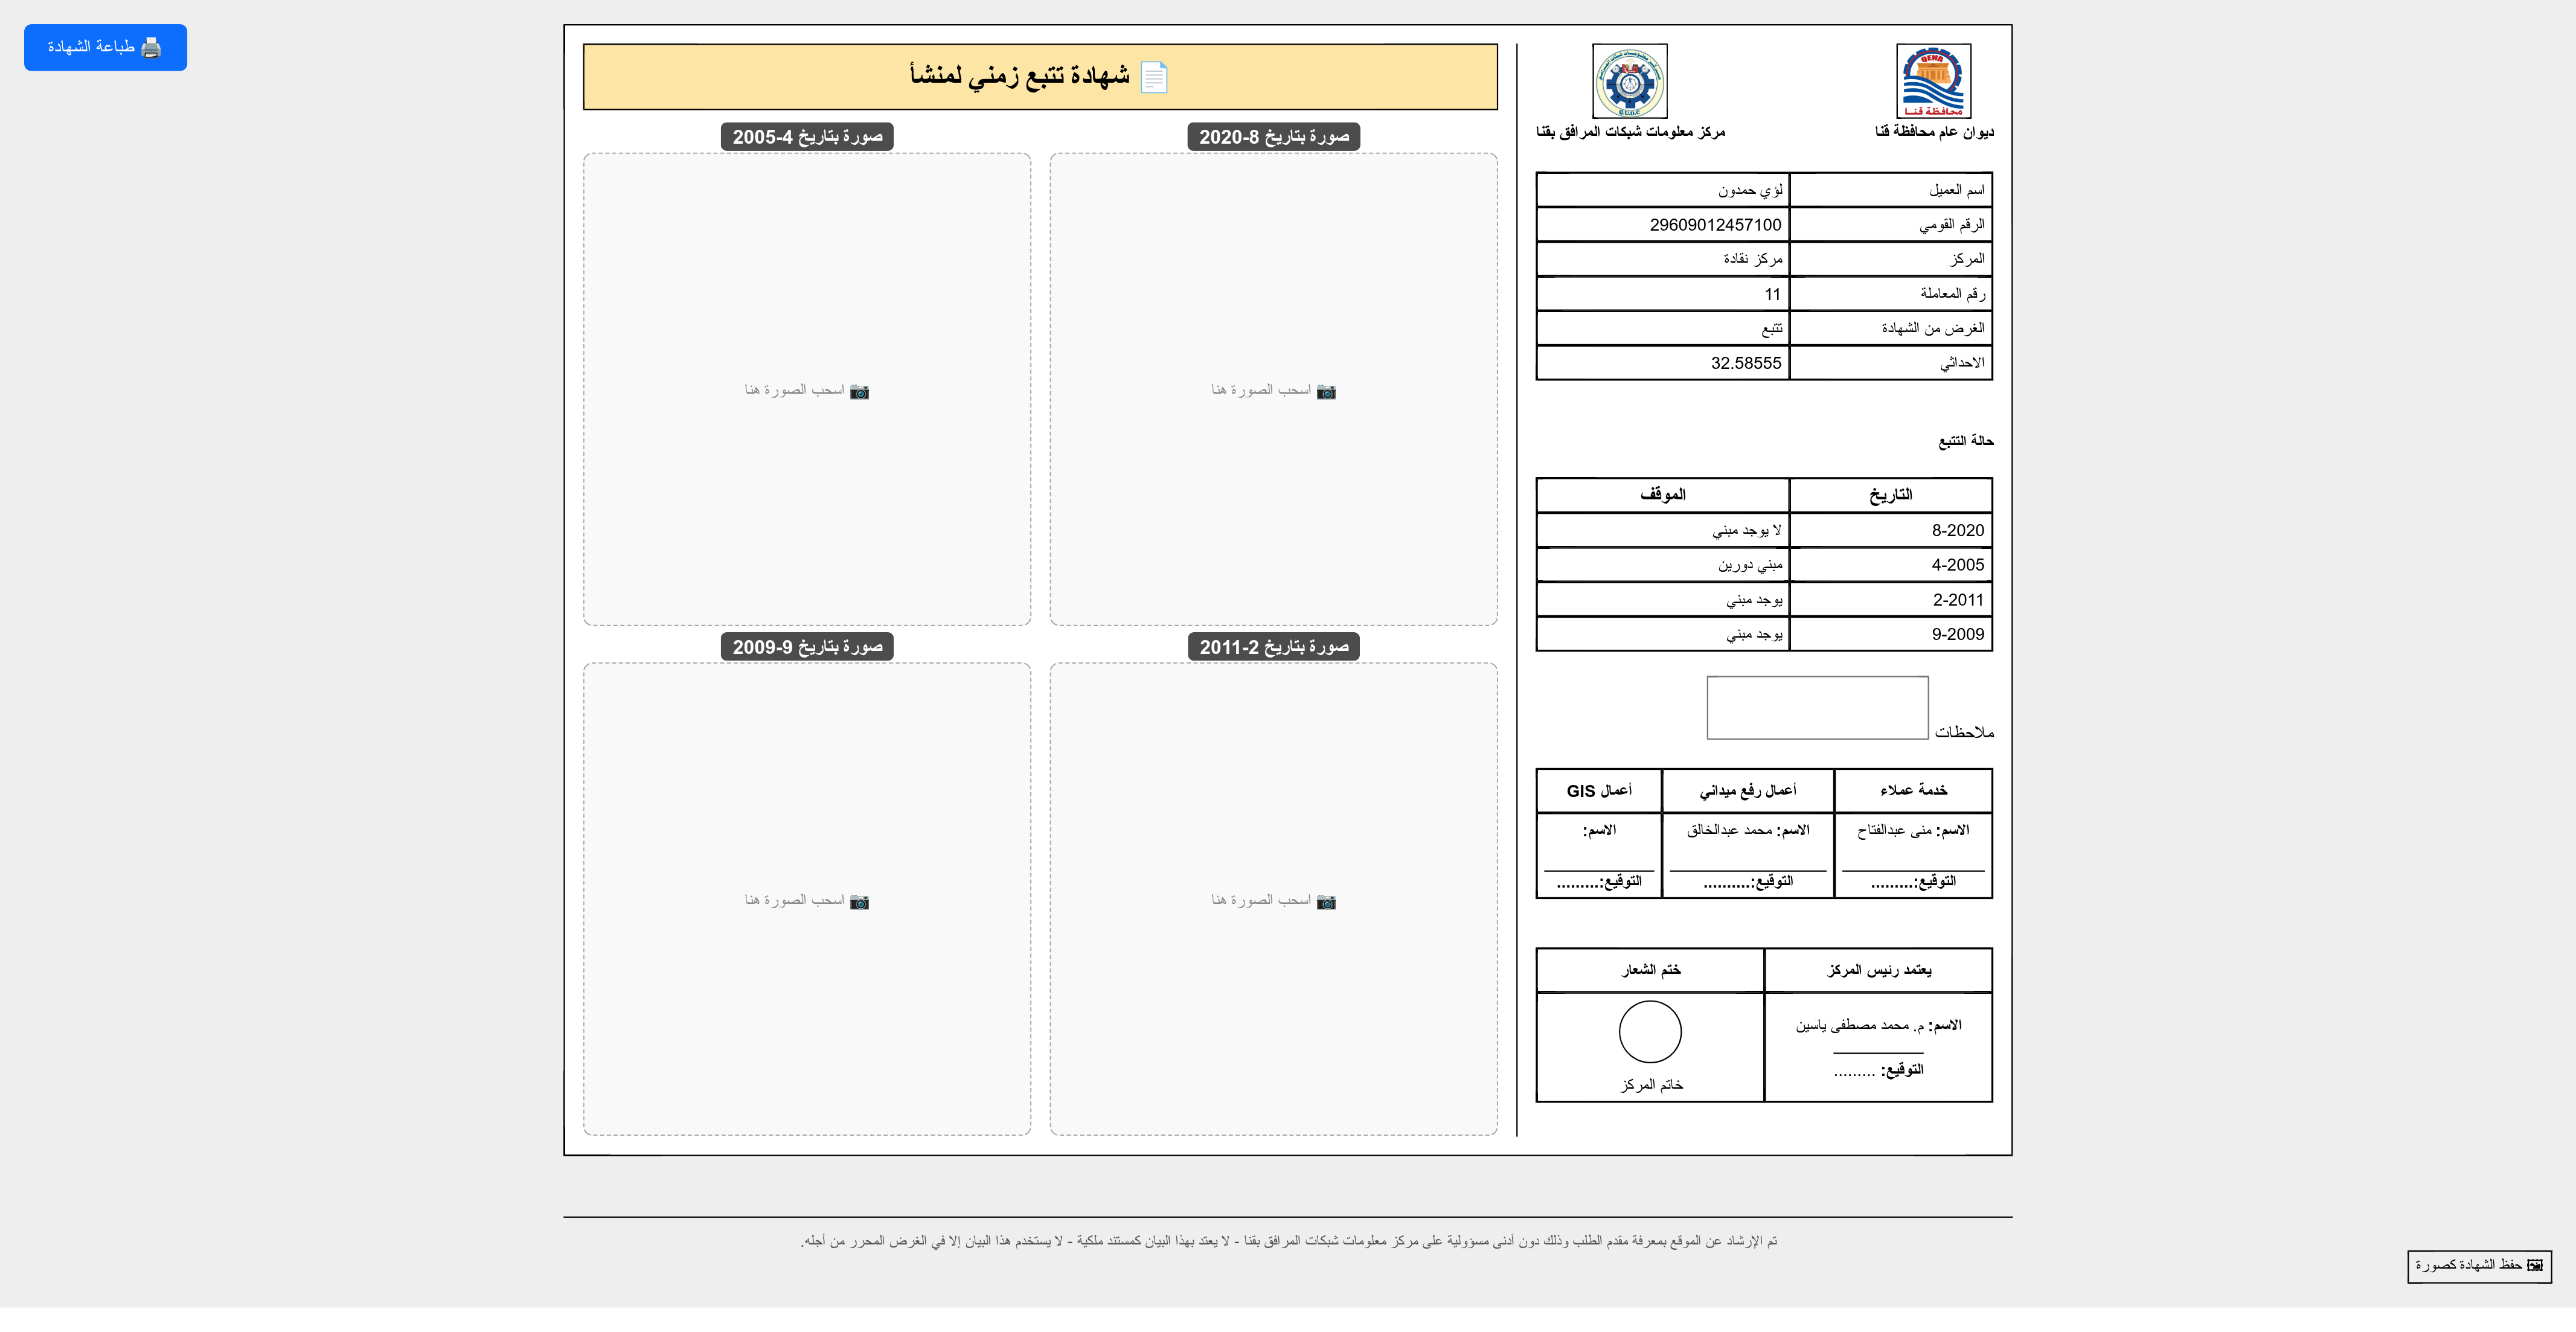 🖨️ طباعة الشهادة
QENA
محافظة قنا
ديوان عام محافظة قنا
Q.U.D.C
مركز معلومات شبكات المرافق بقنا
اسم العميل لؤي حمدون
الرقم القومي 29609012457100
المركز مركز نقادة
رقم المعاملة 11
الغرض من الشهادة تتبع
الاحداثي 32.58555
حالة التتبع
التاريخ الموقف
8-2020 لا يوجد مبني
4-2005 مبني دورين
2-2011 يوجد مبني
9-2009 يوجد مبني
ملاحظات
خدمة عملاء أعمال رفع ميداني أعمال GIS
الاسم: منى عبدالفتاح الاسم: محمد عبدالخالق الاسم:
التوقيع:......... التوقيع:.......... التوقيع:..........
يعتمد رئيس المركز ختم الشعار
الاسم: م. محمد مصطفى ياسين
التوقيع: .........
خاتم المركز
📄 شهادة تتبع زمني لمنشأ
صورة بتاريخ 8-2020 صورة بتاريخ 4-2005
📷 اسحب الصورة هنا 📷 اسحب الصورة هنا
صورة بتاريخ 2-2011 صورة بتاريخ 9-2009
📷 اسحب الصورة هنا 📷 اسحب الصورة هنا
تم الإرشاد عن الموقع بمعرفة مقدم الطلب وذلك دون أدنى مسؤولية على مركز معلومات شبكات المرافق بقنا - لا يعتد بهذا البيان كمستند ملكية - لا يستخدم هذا البيان إلا في الغرض المحرر من أجله.
🖼 حفظ الشهادة كصورة